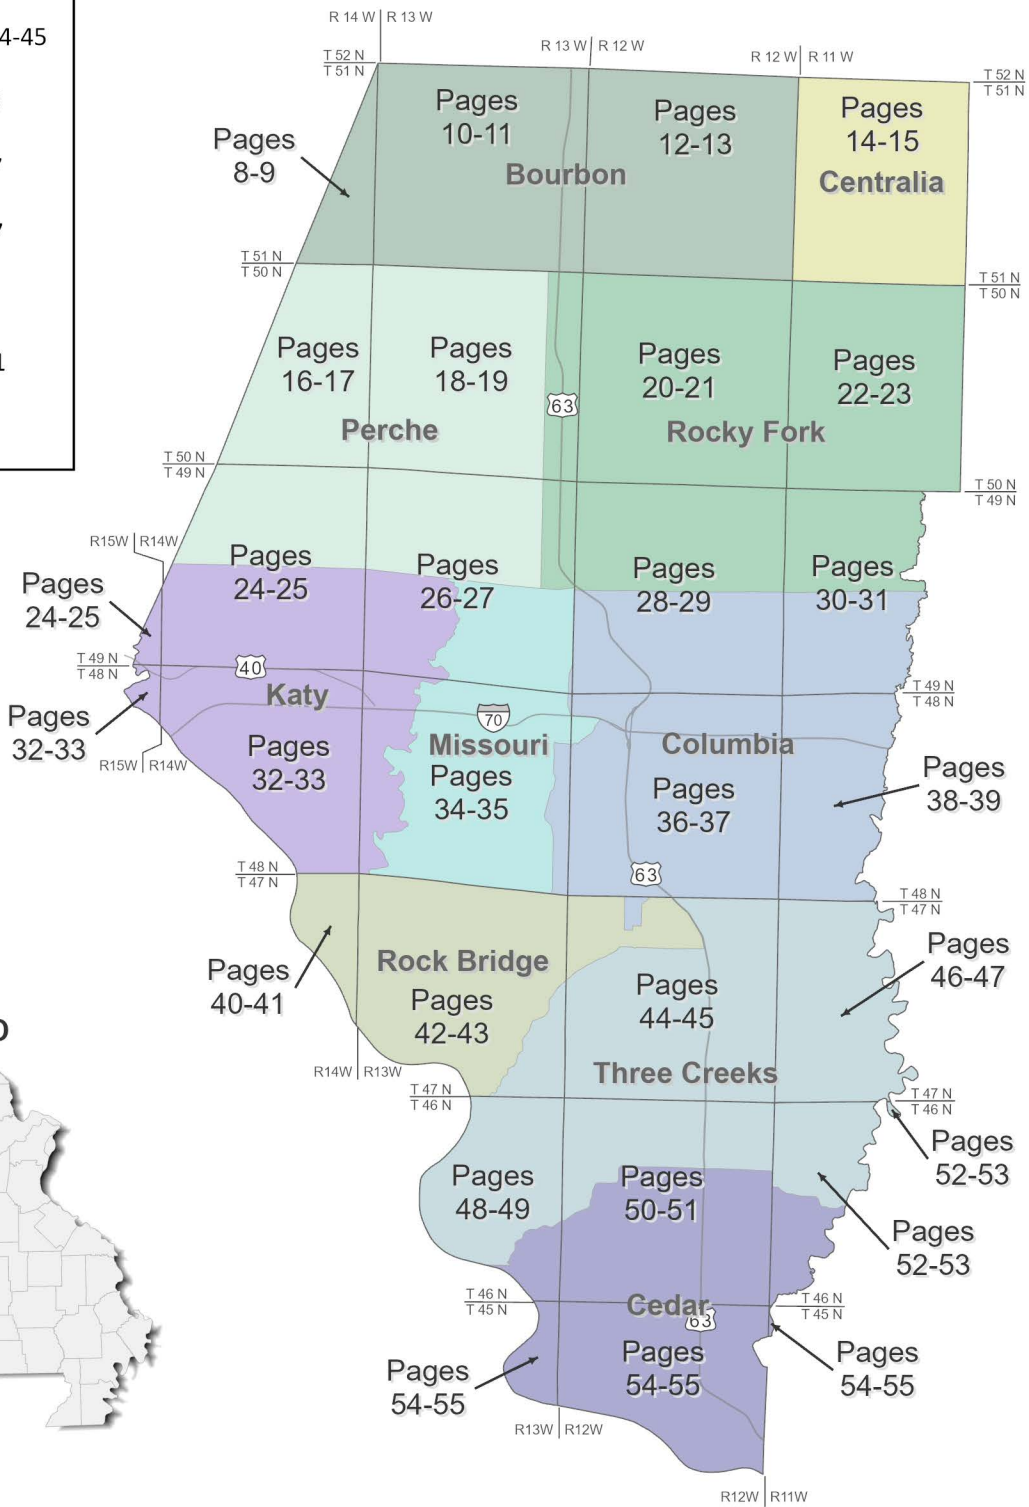 4-45
R 14 W R 13 W
R 13 W R 12 W
R 12 W R 11 W
T 52 N
T 51 N
T 52 N
T 51 N
Pages
10-11
Pages
12-13
Pages
14-15
Pages
8-9
Bourbon
Centralia
T 51 N
T 50 N
T 51 N
T 50 N
Pages
16-17
Pages
18-19
Pages
20-21
Pages
22-23
63
Perche
Rocky Fork
T 50 N
T 49 N
T 50 N
T 49 N
R15W R14W
Pages
24-25
Pages
24-25
Pages
26-27
Pages
28-29
Pages
30-31
T 49 N
T 48 N
40
Katy
T 49 N
T 48 N
Pages
32-33
R15W R14W
Pages
32-33
70
Missouri
Pages
34-35
Columbia
Pages
36-37
Pages
38-39
T 48 N
T 47 N
63
T 48 N
T 47 N
Pages
40-41
Rock Bridge
Pages
42-43
Pages
44-45
Pages
46-47
Three Creeks
R14W R13W
T 47 N
T 46 N
T 47 N
T 46 N
Pages
52-53
Pages
48-49
Pages
50-51
Pages
52-53
T 46 N
T 45 N
Cedar
63
T 46 N
T 45 N
Pages
54-55
Pages
54-55
Pages
54-55
R13W R12W
R12W R11W